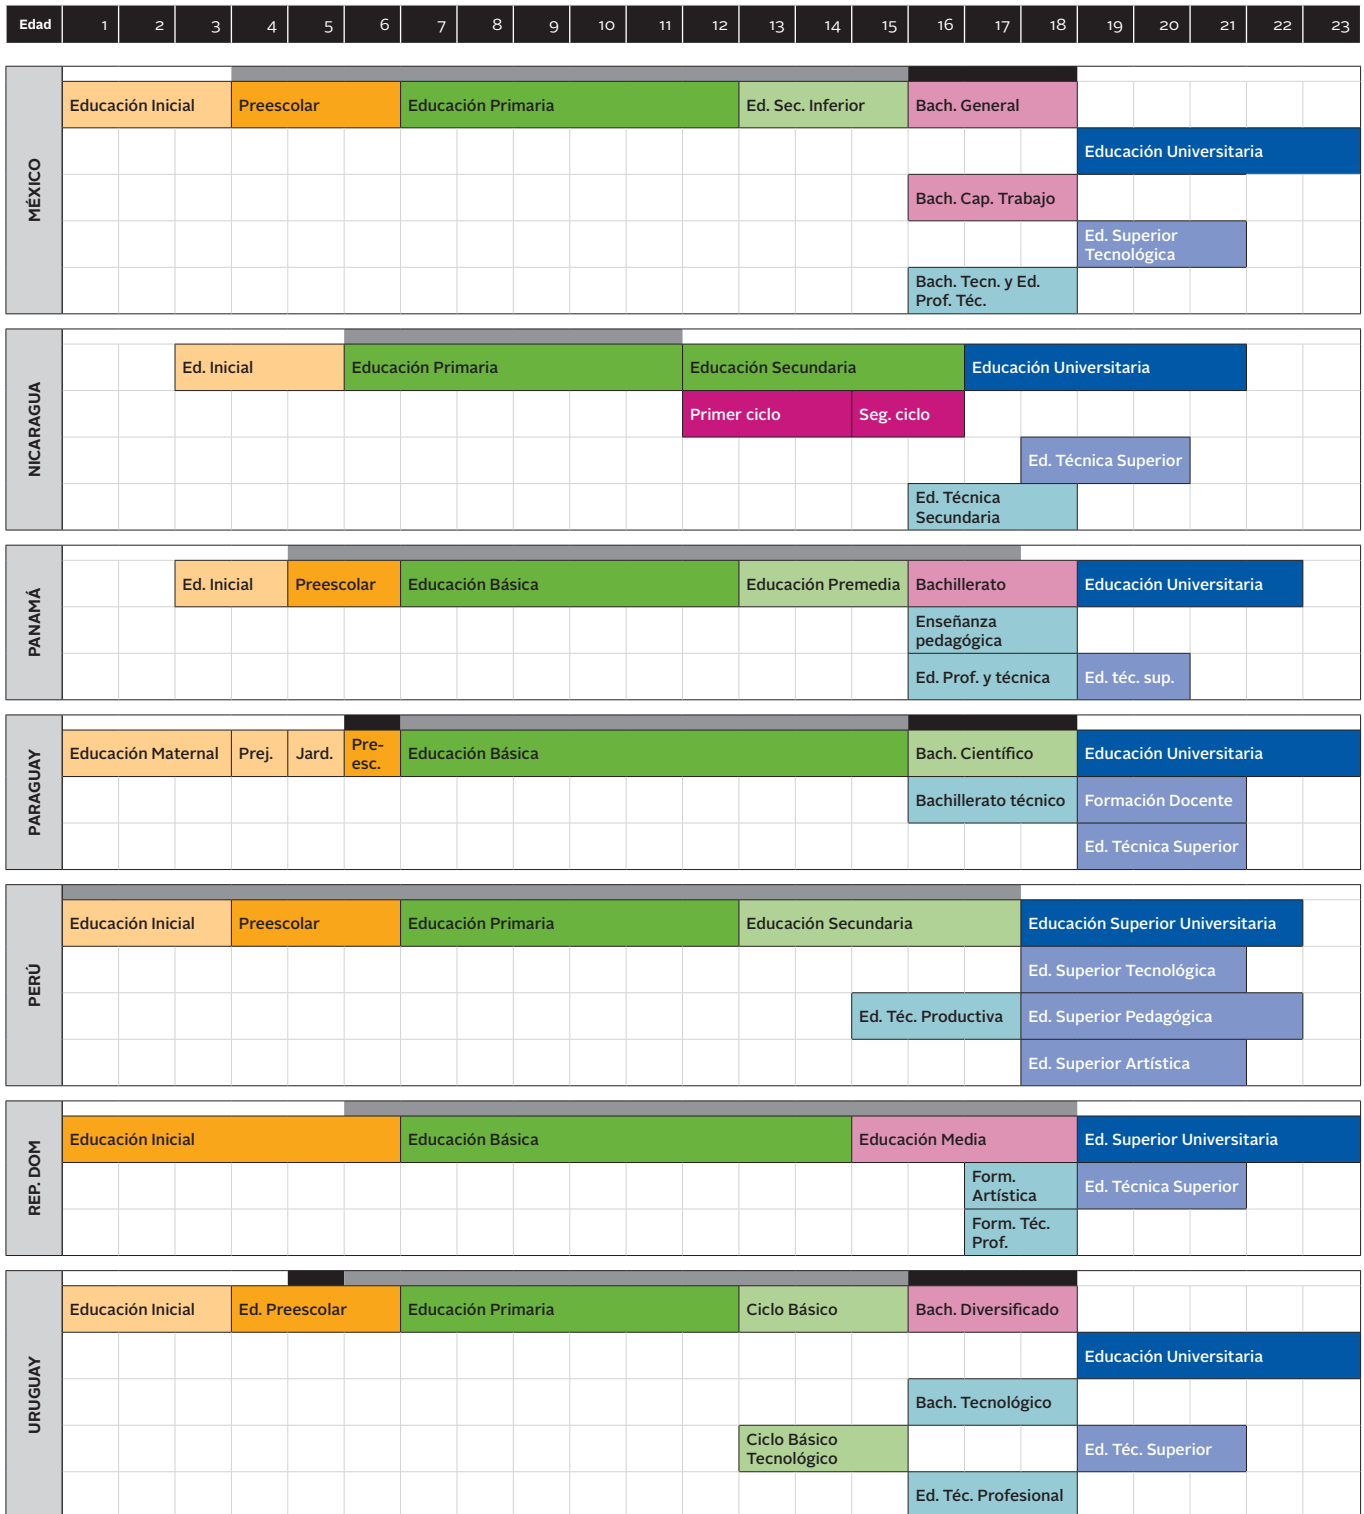 Edad 1 2 3 4 5 6 7 8 9 10 11 12 13 14 15 16 17 18 19 20 21 22 23
MÉXICO
Educación Inicial Preescolar Educación Primaria Ed. Sec. Inferior Bach. General
Educación Universitaria
Bach. Cap. Trabajo
Ed. Superior
Tecnológica
Bach. Tecn. y Ed.
Prof. Téc.
NICARAGUA
Ed. Inicial Educación Primaria Educación Secundaria Educación Universitaria
Primer ciclo Seg. ciclo
Ed. Técnica Superior
Ed. Técnica
Secundaria
PANAMÁ
Ed. Inicial Preescolar Educación Básica Educación Premedia Bachillerato Educación Universitaria
Enseñanza
pedagógica
Ed. Prof. y técnica Ed. téc. sup.
PARAGUAY
Educación Maternal Prej. Jard. Pre-
esc. Educación Básica Bach. Científico Educación Universitaria
Bachillerato técnico Formación Docente
Ed. Técnica Superior
PERÚ
Educación Inicial Preescolar Educación Primaria Educación Secundaria Educación Superior Universitaria
Ed. Superior Tecnológica
Ed. Téc. Productiva Ed. Superior Pedagógica
Ed. Superior Artística
REP. DOM
Educación Inicial Educación Básica Educación Media Ed. Superior Universitaria
Form.
Artística Ed. Técnica Superior
Form. Téc.
Prof.
URUGUAY
Educación Inicial Ed. Preescolar Educación Primaria Ciclo Básico Bach. Diversificado
Educación Universitaria
Bach. Tecnológico
Ciclo Básico
Tecnológico Ed. Téc. Superior
Ed. Téc. Profesional